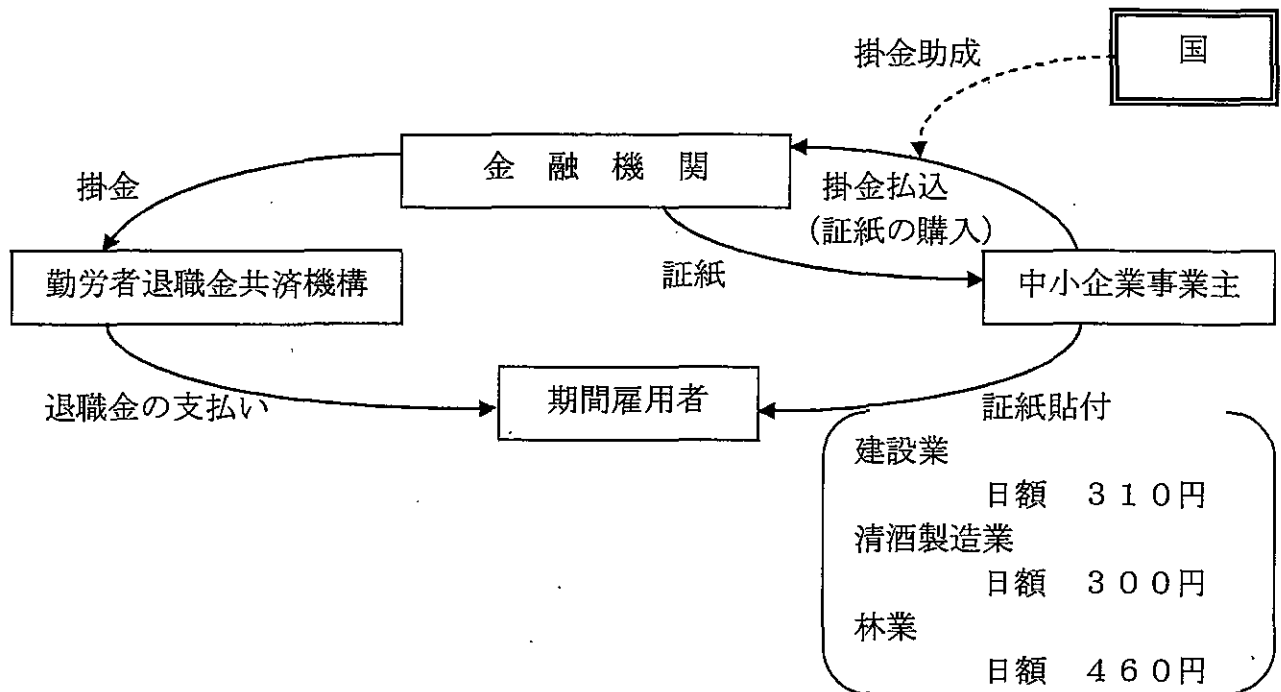 国
掛金助成
金　融　機　関
掛金
掛金払込
(証紙の購入)
証紙
勤労者退職金共済機構
中小企業事業主
退職金の支払い
期間雇用者
証紙貼付
建設業
日額　３１０円
清酒製造業
日額　３００円
林業
日額　４６０円